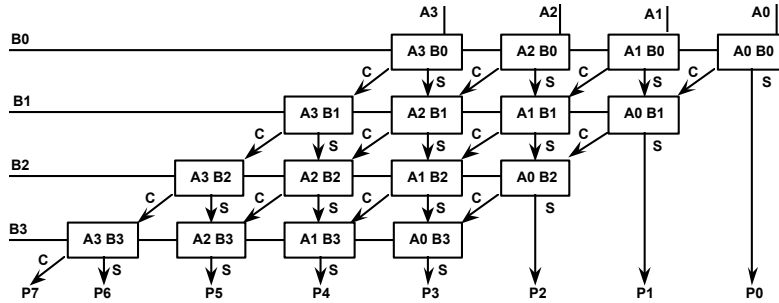 A3 A2 A1 A0
B0 A3 B0 A2 B0 A1 B0 A0 B0
C S C S C S C S
B1 A3 B1 A2 B1 A1 B1 A0 B1
C S C S C S C S
B2 A3 B2 A2 B2 A1 B2 A0 B2
C S C S C S C S
B3 A3 B3 A2 B3 A1 B3 A0 B3
C S S S S
P7 P6 P5 P4 P3 P2 P1 P0